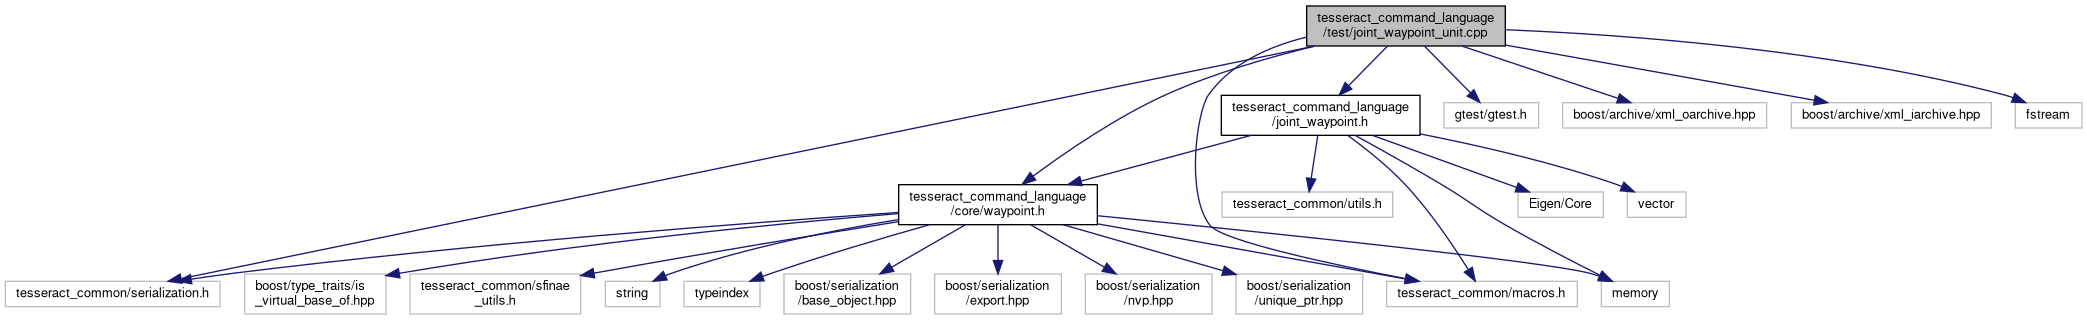 tesseract_command_language
/test/joint_waypoint_unit.cpp
tesseract_command_language
/joint_waypoint.h
gtest/gtest.h
boost/archive/xml_oarchive.hpp
boost/archive/xml_iarchive.hpp
fstream
tesseract_command_language
/core/waypoint.h
tesseract_common/utils.h
Eigen/Core
vector
tesseract_common/serialization.h
boost/type_traits/is
_virtual_base_of.hpp
tesseract_common/sfinae
_utils.h
string
typeindex
boost/serialization
/base_object.hpp
boost/serialization
/export.hpp
boost/serialization
/nvp.hpp
boost/serialization
/unique_ptr.hpp
tesseract_common/macros.h
memory